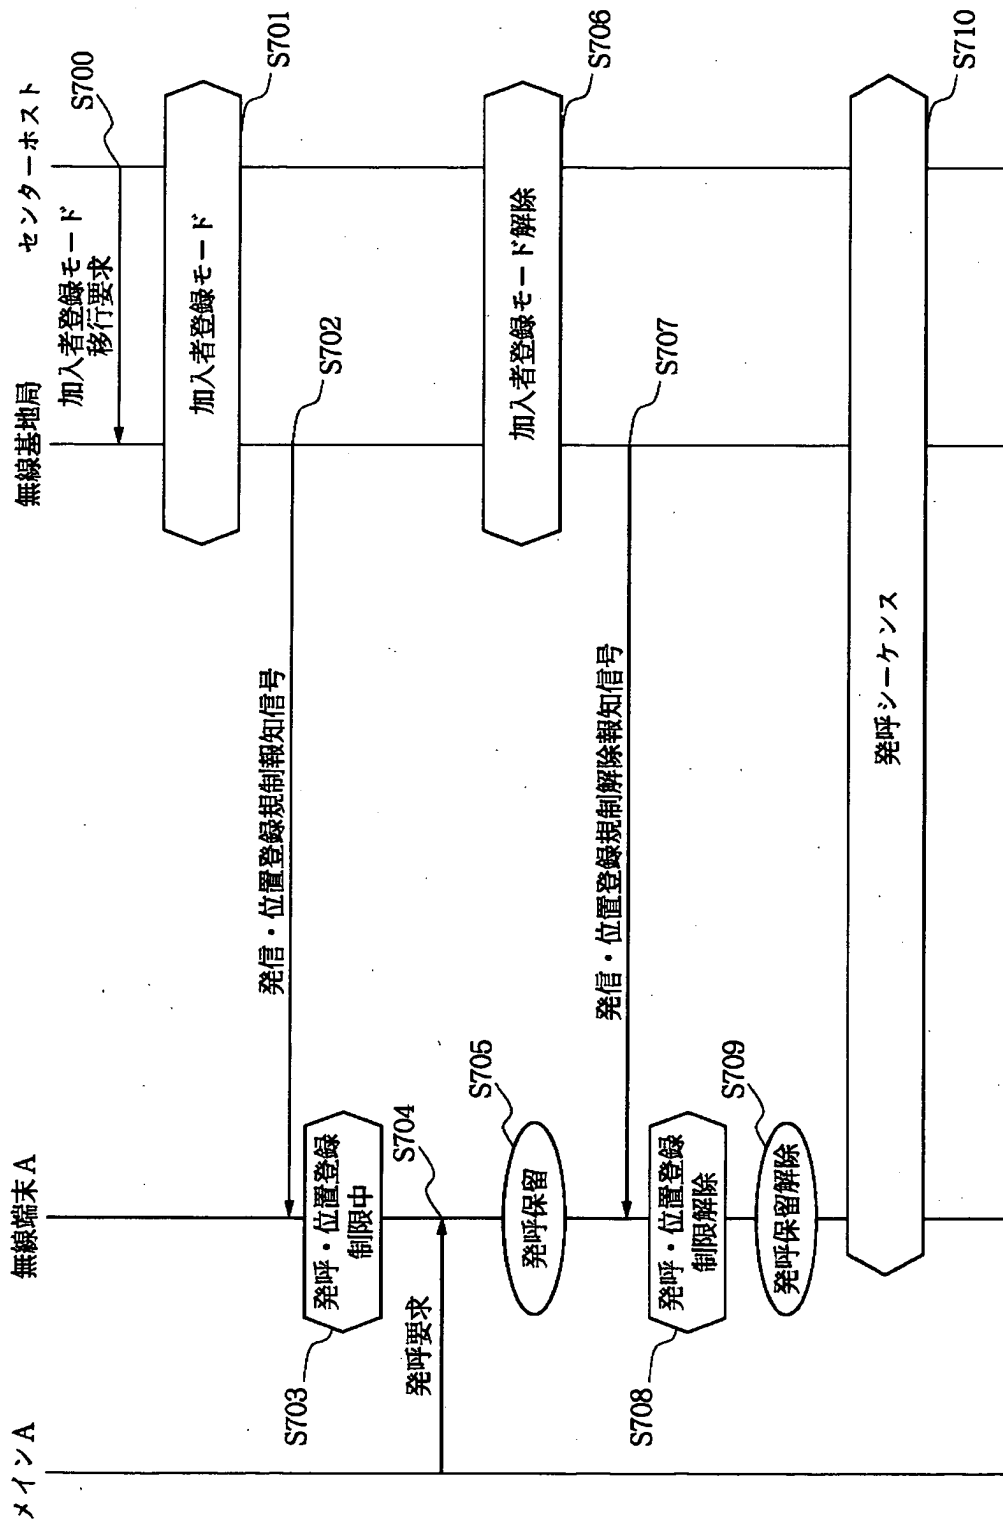 メインA
無線端末A
無線基地局
センターホスト
加入者登録モード
移行要求
S700
加入者登録モード
S701
発信・位置登録規制報知信号
S702
発呼・位置登録
制限中
S703
発呼要求
S704
発呼保留
S705
加入者登録モード解除
S706
発信・位置登録規制解除報知信号
S707
発呼・位置登録
制限解除
S708
発呼保留解除
S709
発呼シーケンス
S710